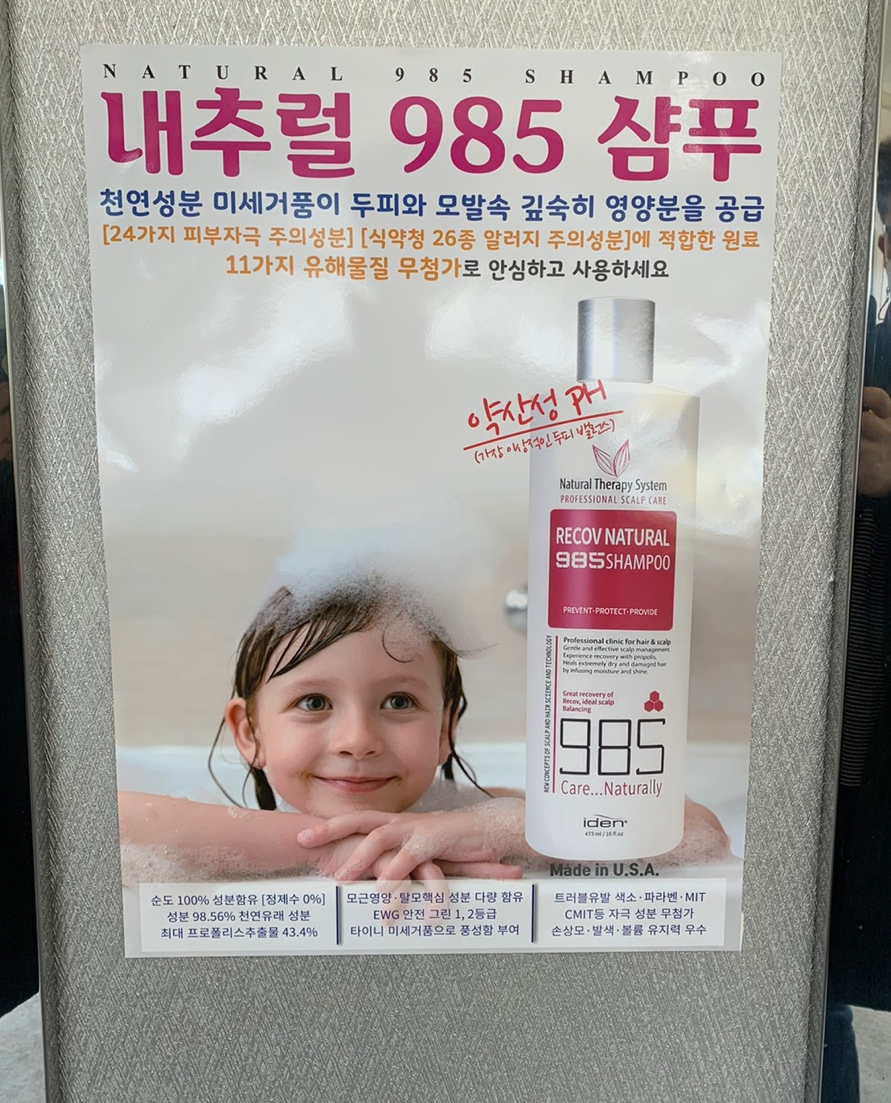 NATURAL 985 SHAMPOO
내추럴 985 샴푸
천연성분 미세거품이 두피와 모발속 깊숙히 영양분을 공급
[24가지 피부자극 주의성분] [식약청 26종 알러지 주의성분]에 적합한 원료
11가지 유해물질 무첨가로 안심하고 사용하세요
약산성 PH
(가장 이상적인 두피 밸런스)
Natural Therapy System
PROFESSIONAL SCALP CARE
RECOV NATURAL
985SHAMPOO
PREVENT·PROTECT·PROVIDE
Professional clinic for hair & scalp
Gentle and effective scalp management.
Experience recovery with propolis.
Heals extremely dry and damaged hair
by infusing moisture and shine.
NEW CONCEPTS OF SCALP AND HAIR SCIENCE AND TECHNOLOGY
Great recovery of
Recov, ideal scalp
Balancing
985
Care...Naturally
iden
473 ml / 16 fl.oz
Made in U.S.A.
순도 100% 성분함유 [정제수 0%]
성분 98.56% 천연유래 성분
최대 프로폴리스추출물 43.4%
모근영양·탈모핵심 성분 다량 함유
EWG 안전 그린 1, 2등급
타이니 미세거품으로 풍성함 부여
트러블유발 색소·파라벤·MIT
CMIT등 자극 성분 무첨가
손상모·발색·볼륨 유지력 우수